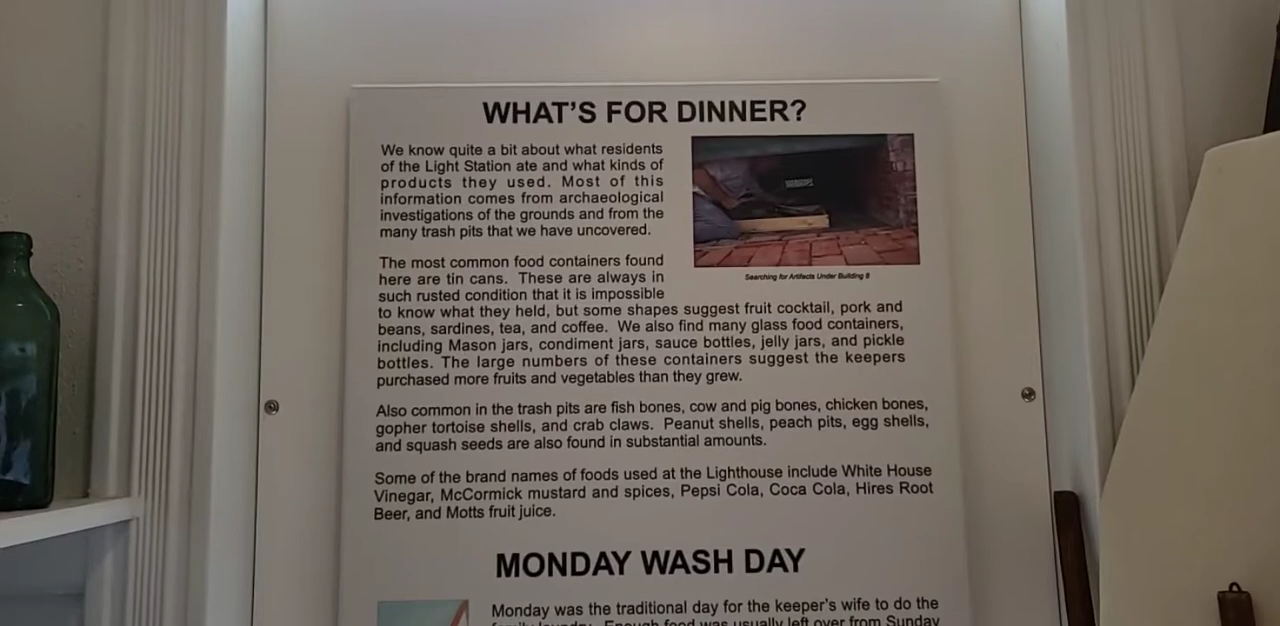 WHAT'S FOR DINNER?
We know quite a bit about what residents
of the Light Station ate and what kinds of
products they used. Most of this
information comes from archaeological
investigations of the grounds and from the
many trash pits that we have uncovered.
Searching for Artifacts Under Building 8
The most common food containers found
here are tin cans. These are always in
such rusted condition that it is impossible
to know what they held, but some shapes suggest fruit cocktail, pork and
beans, sardines, tea, and coffee. We also find many glass food containers,
including Mason jars, condiment jars, sauce bottles, jelly jars, and pickle
bottles. The large numbers of these containers suggest the keepers
purchased more fruits and vegetables than they grew.
Also common in the trash pits are fish bones, cow and pig bones, chicken bones,
gopher tortoise shells, and crab claws. Peanut shells, peach pits, egg shells,
and squash seeds are also found in substantial amounts.
Some of the brand names of foods used at the Lighthouse include White House
Vinegar, McCormick mustard and spices, Pepsi Cola, Coca Cola, Hires Root
Beer, and Motts fruit juice.
MONDAY WASH DAY
Monday was the traditional day for the keeper's wife to do the
family laundry. Enough food was usually left over from Sunday